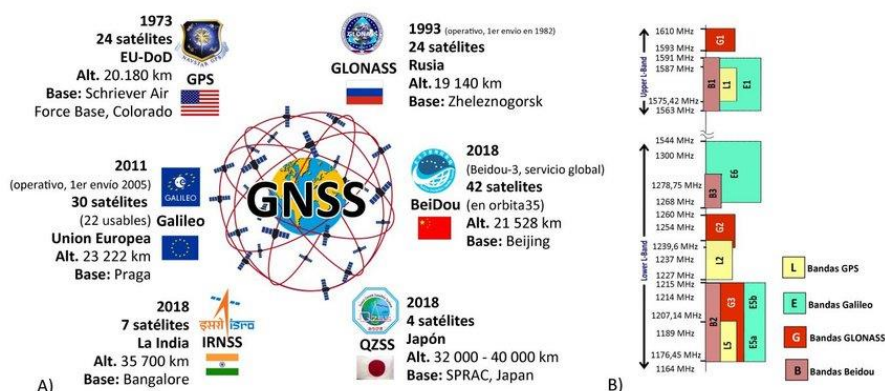 1973
24 satélites
EU-DoD
Alt. 20.180 km
Base: Schriever Air
Force Base, Colorado
NAVSTAR GPS
GPS
GLONASS
GLONASS
1993 (operativo, 1er envio en 1982)
24 satélites
Rusia
Alt. 19 140 km
Base: Zheleznogorsk
2011
(operativo, 1er envío 2005)
30 satélites
(22 usables)
Union Europea
Alt. 23 222 km
Base: Praga
GALILEO
Galileo
GNSS
BeiDou
2018
(Beidou-3, servicio global)
42 satelites
(en orbita35)
Alt. 21 528 km
Base: Beijing
2018
7 satélites
La India
Alt. 35 700 km
Base: Bangalore
इसरो isro
IRNSS
QZSS
2018
4 satélites
Japón
Alt. 32 000 - 40 000 km
Base: SPRAC, Japan
A)
B)
Upper L-Band
1610 MHz
1593 MHz
1591 MHz
1587 MHz
1575,42 MHz
1563 MHz
G1
B1
L1
E1
Lower L-Band
1544 MHz
1300 MHz
1278,75 MHz
1268 MHz
1260 MHz
1254 MHz
1239,6 MHz
1237 MHz
1227 MHz
1215 MHz
1214 MHz
1207,14 MHz
1189 MHz
1176,45 MHz
1164 MHz
E6
B3
G2
L2
B2
G3
L5
E5b
E5a
L Bandas GPS
E Bandas Galileo
G Bandas GLONASS
B Bandas Beidou